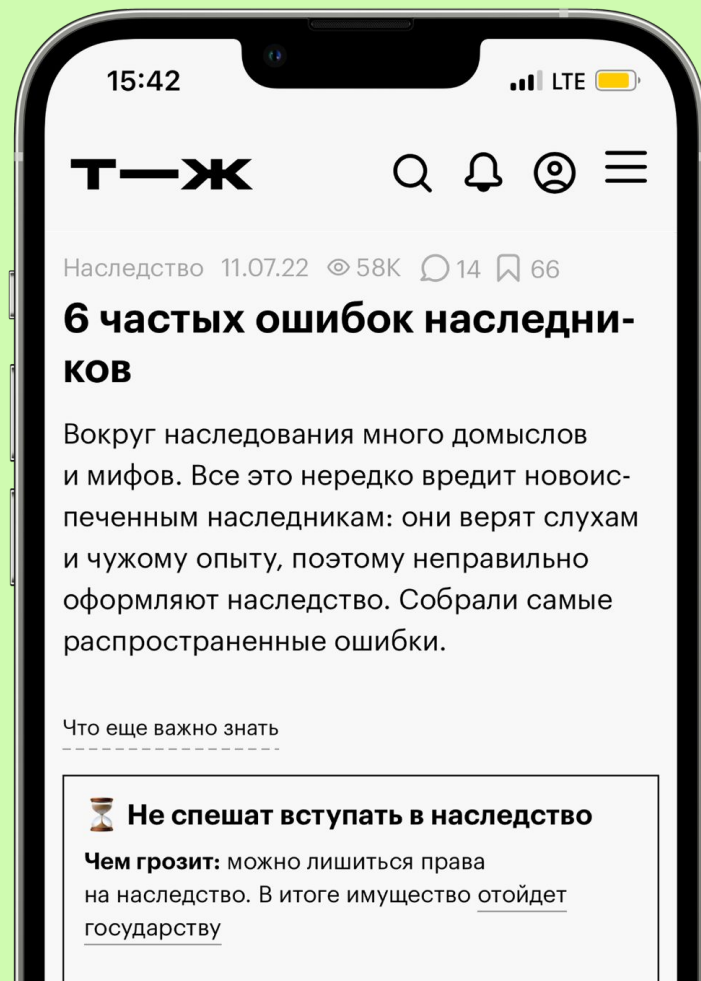 15:42
LTE
Т—Ж
Наследство 11.07.22 58K 14 66
6 частых ошибок наследни-
ков
Вокруг наследования много домыслов
и мифов. Все это нередко вредит новоис-
печенным наследникам: они верят слухам
и чужому опыту, поэтому неправильно
оформляют наследство. Собрали самые
распространенные ошибки.
Что еще важно знать
Не спешат вступать в наследство
Чем грозит: можно лишиться права
на наследство. В итоге имущество отойдет
государству